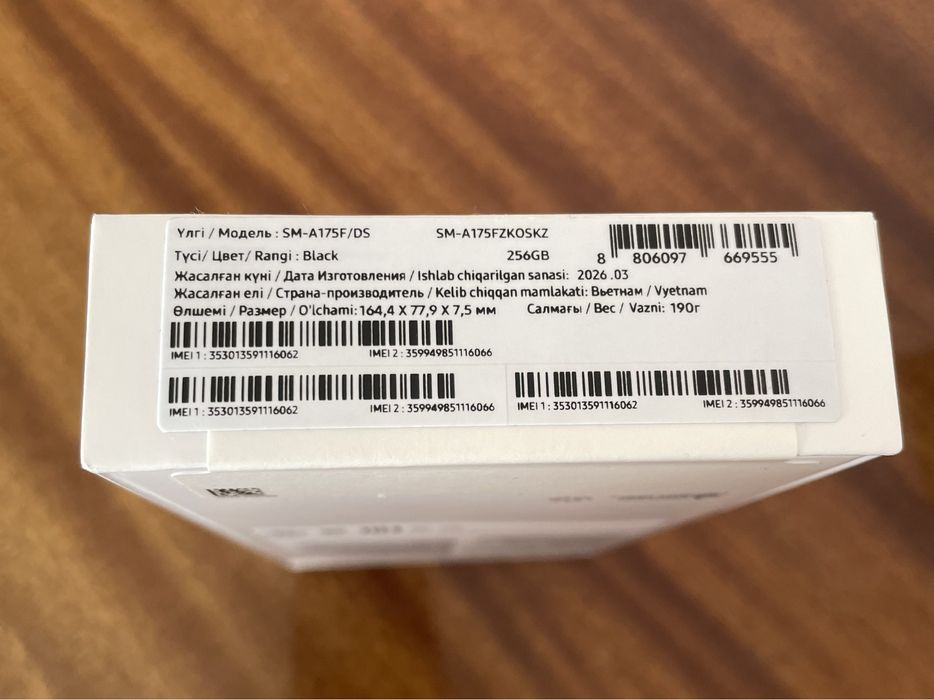 Үлгі / Модель : SM-A175F/DS SM-A175FZKOSKZ
Түсі/ Цвет/ Rangi : Black 256GB
8 806097 669555
Жасалған күні / Дата Изготовления / Ishlab chiqarilgan sanasi: 2026 .03
Жасалған елі / Страна-производитель / Kelib chiqqan mamlakati: Вьетнам / Vyetnam
Өлшемі / Размер / O'lchami: 164,4 X 77,9 X 7,5 мм Салмағы / Вес / Vazni: 190г
IMEI 1 : 353013591116062 IMEI 2 : 359949851116066
IMEI 1 : 353013591116062 IMEI 2 : 359949851116066
IMEI 1 : 353013591116062 IMEI 2 : 359949851116066